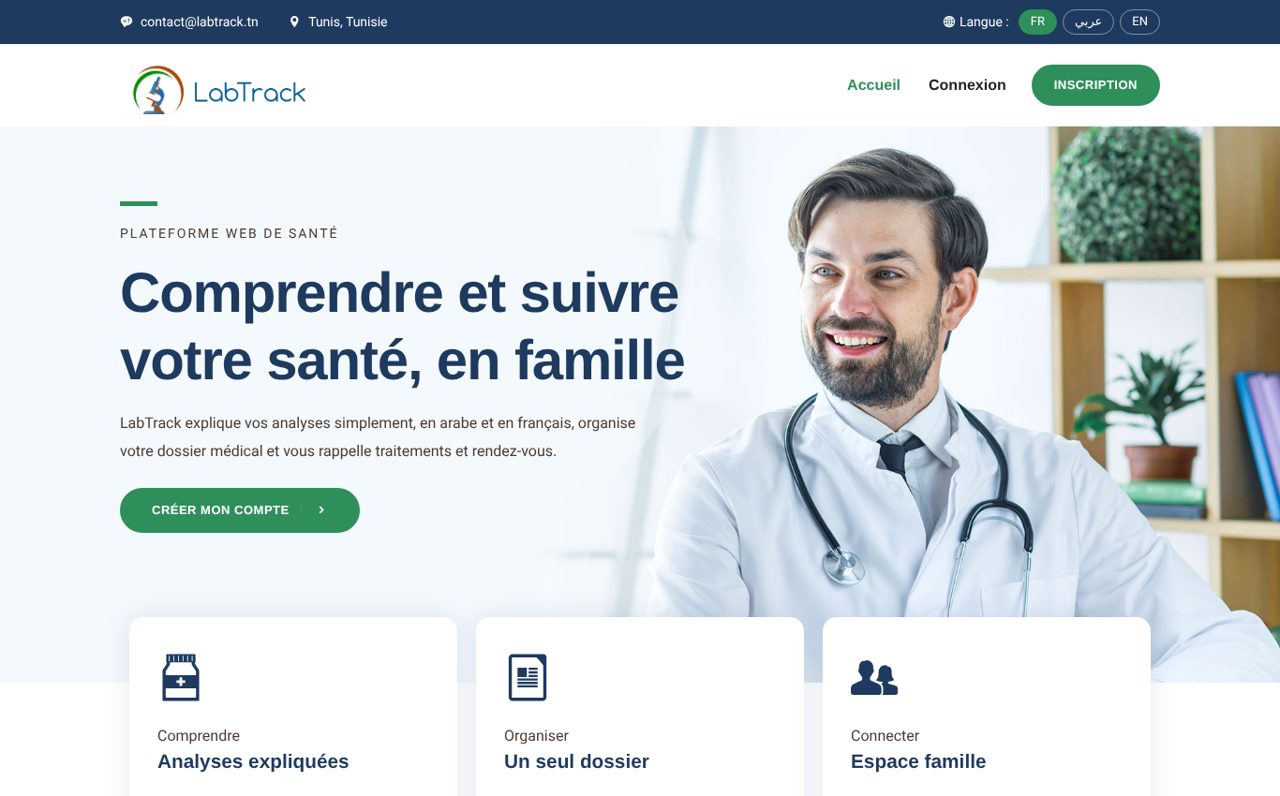 contact@labtrack.tn
Tunis, Tunisie
Langue :
FR
عربي
EN
LabTrack
Accueil
Connexion
INSCRIPTION
PLATEFORME WEB DE SANTÉ
Comprendre et suivre
votre santé, en famille
LabTrack explique vos analyses simplement, en arabe et en français, organise
votre dossier médical et vous rappelle traitements et rendez-vous.
CRÉER MON COMPTE
Comprendre
Analyses expliquées
Organiser
Un seul dossier
Connecter
Espace famille